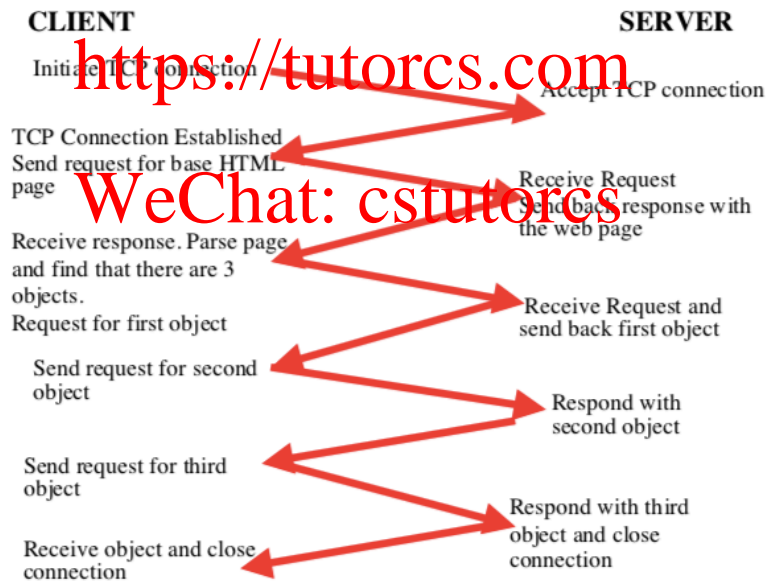 CLIENT
SERVER
https://tutorcs.com
Initiate TCP connection
Accept TCP connection
TCP Connection Established
Send request for base HTML
page
WeChat: cstutorcs
Receive Request
Send back response with
the web page
Receive response. Parse page
and find that there are 3
objects.
Request for first object
Receive Request and
send back first object
Send request for second
object
Respond with
second object
Send request for third
object
Respond with third
object and close
connection
Receive object and close
connection